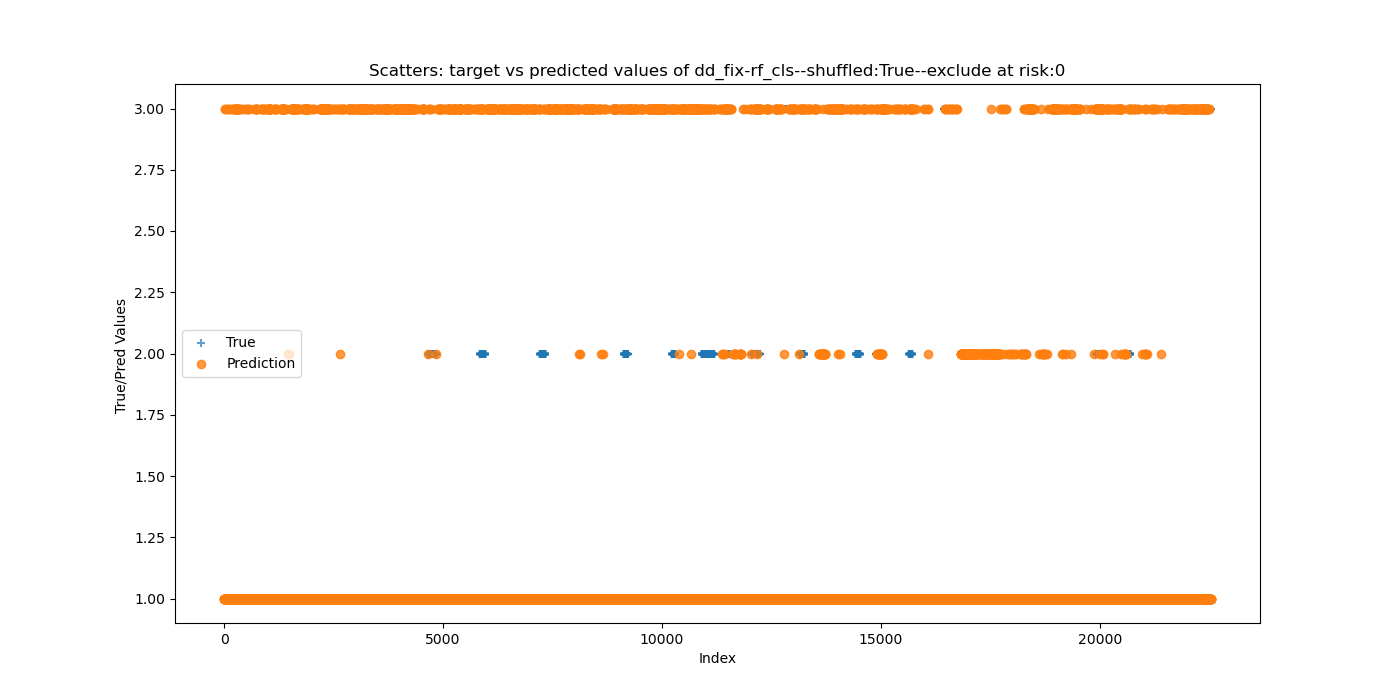 Scatters: target vs predicted values of dd_fix-rf_cls--shuffled:True--exclude at risk:0
3.00
2.75
2.50
2.25
2.00
1.75
1.50
1.25
1.00
True/Pred Values
True
Prediction
0
5000
10000
15000
20000
Index